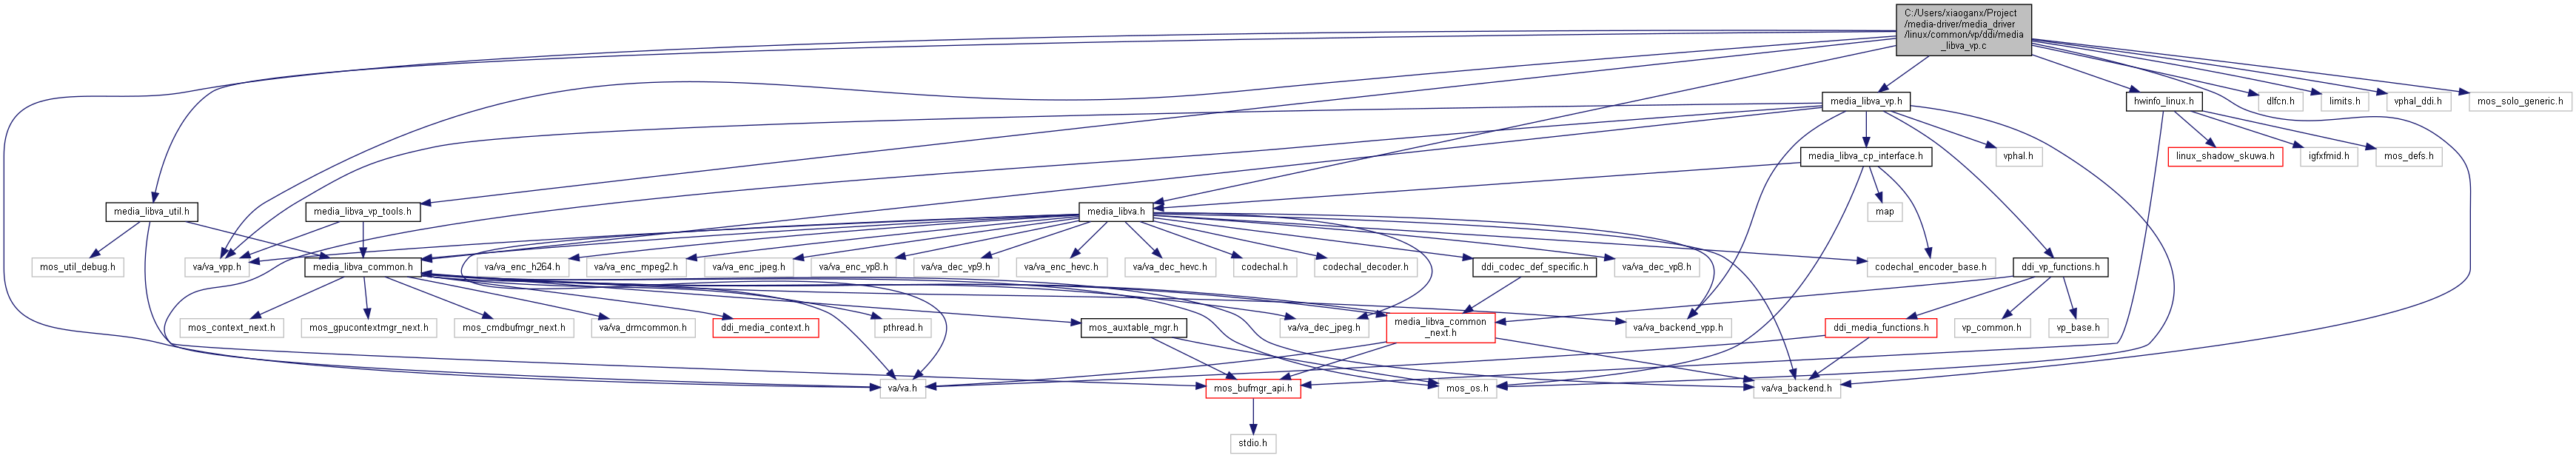 C:/Users/xiaoganx/Project
/media-driver/media_driver
/linux/common/vp/ddi/media
_libva_vp.c
media_libva_vp.h
hwinfo_linux.h
dlfcn.h
limits.h
vphal_ddi.h
mos_solo_generic.h
media_libva_cp_interface.h
vphal.h
linux_shadow_skuwa.h
igfxfmid.h
mos_defs.h
media_libva_util.h
media_libva_vp_tools.h
media_libva.h
map
mos_util_debug.h
va/va_vpp.h
media_libva_common.h
va/va_enc_h264.h
va/va_enc_mpeg2.h
va/va_enc_jpeg.h
va/va_enc_vp8.h
va/va_dec_vp9.h
va/va_enc_hevc.h
va/va_dec_hevc.h
codechal.h
codechal_decoder.h
ddi_codec_def_specific.h
va/va_dec_vp8.h
codechal_encoder_base.h
ddi_vp_functions.h
mos_context_next.h
mos_gpucontextmgr_next.h
mos_cmdbufmgr_next.h
va/va_drmcommon.h
ddi_media_context.h
pthread.h
mos_auxtable_mgr.h
va/va_dec_jpeg.h
media_libva_common
_next.h
va/va_backend_vpp.h
ddi_media_functions.h
vp_common.h
vp_base.h
va/va.h
mos_bufmgr_api.h
mos_os.h
va/va_backend.h
stdio.h